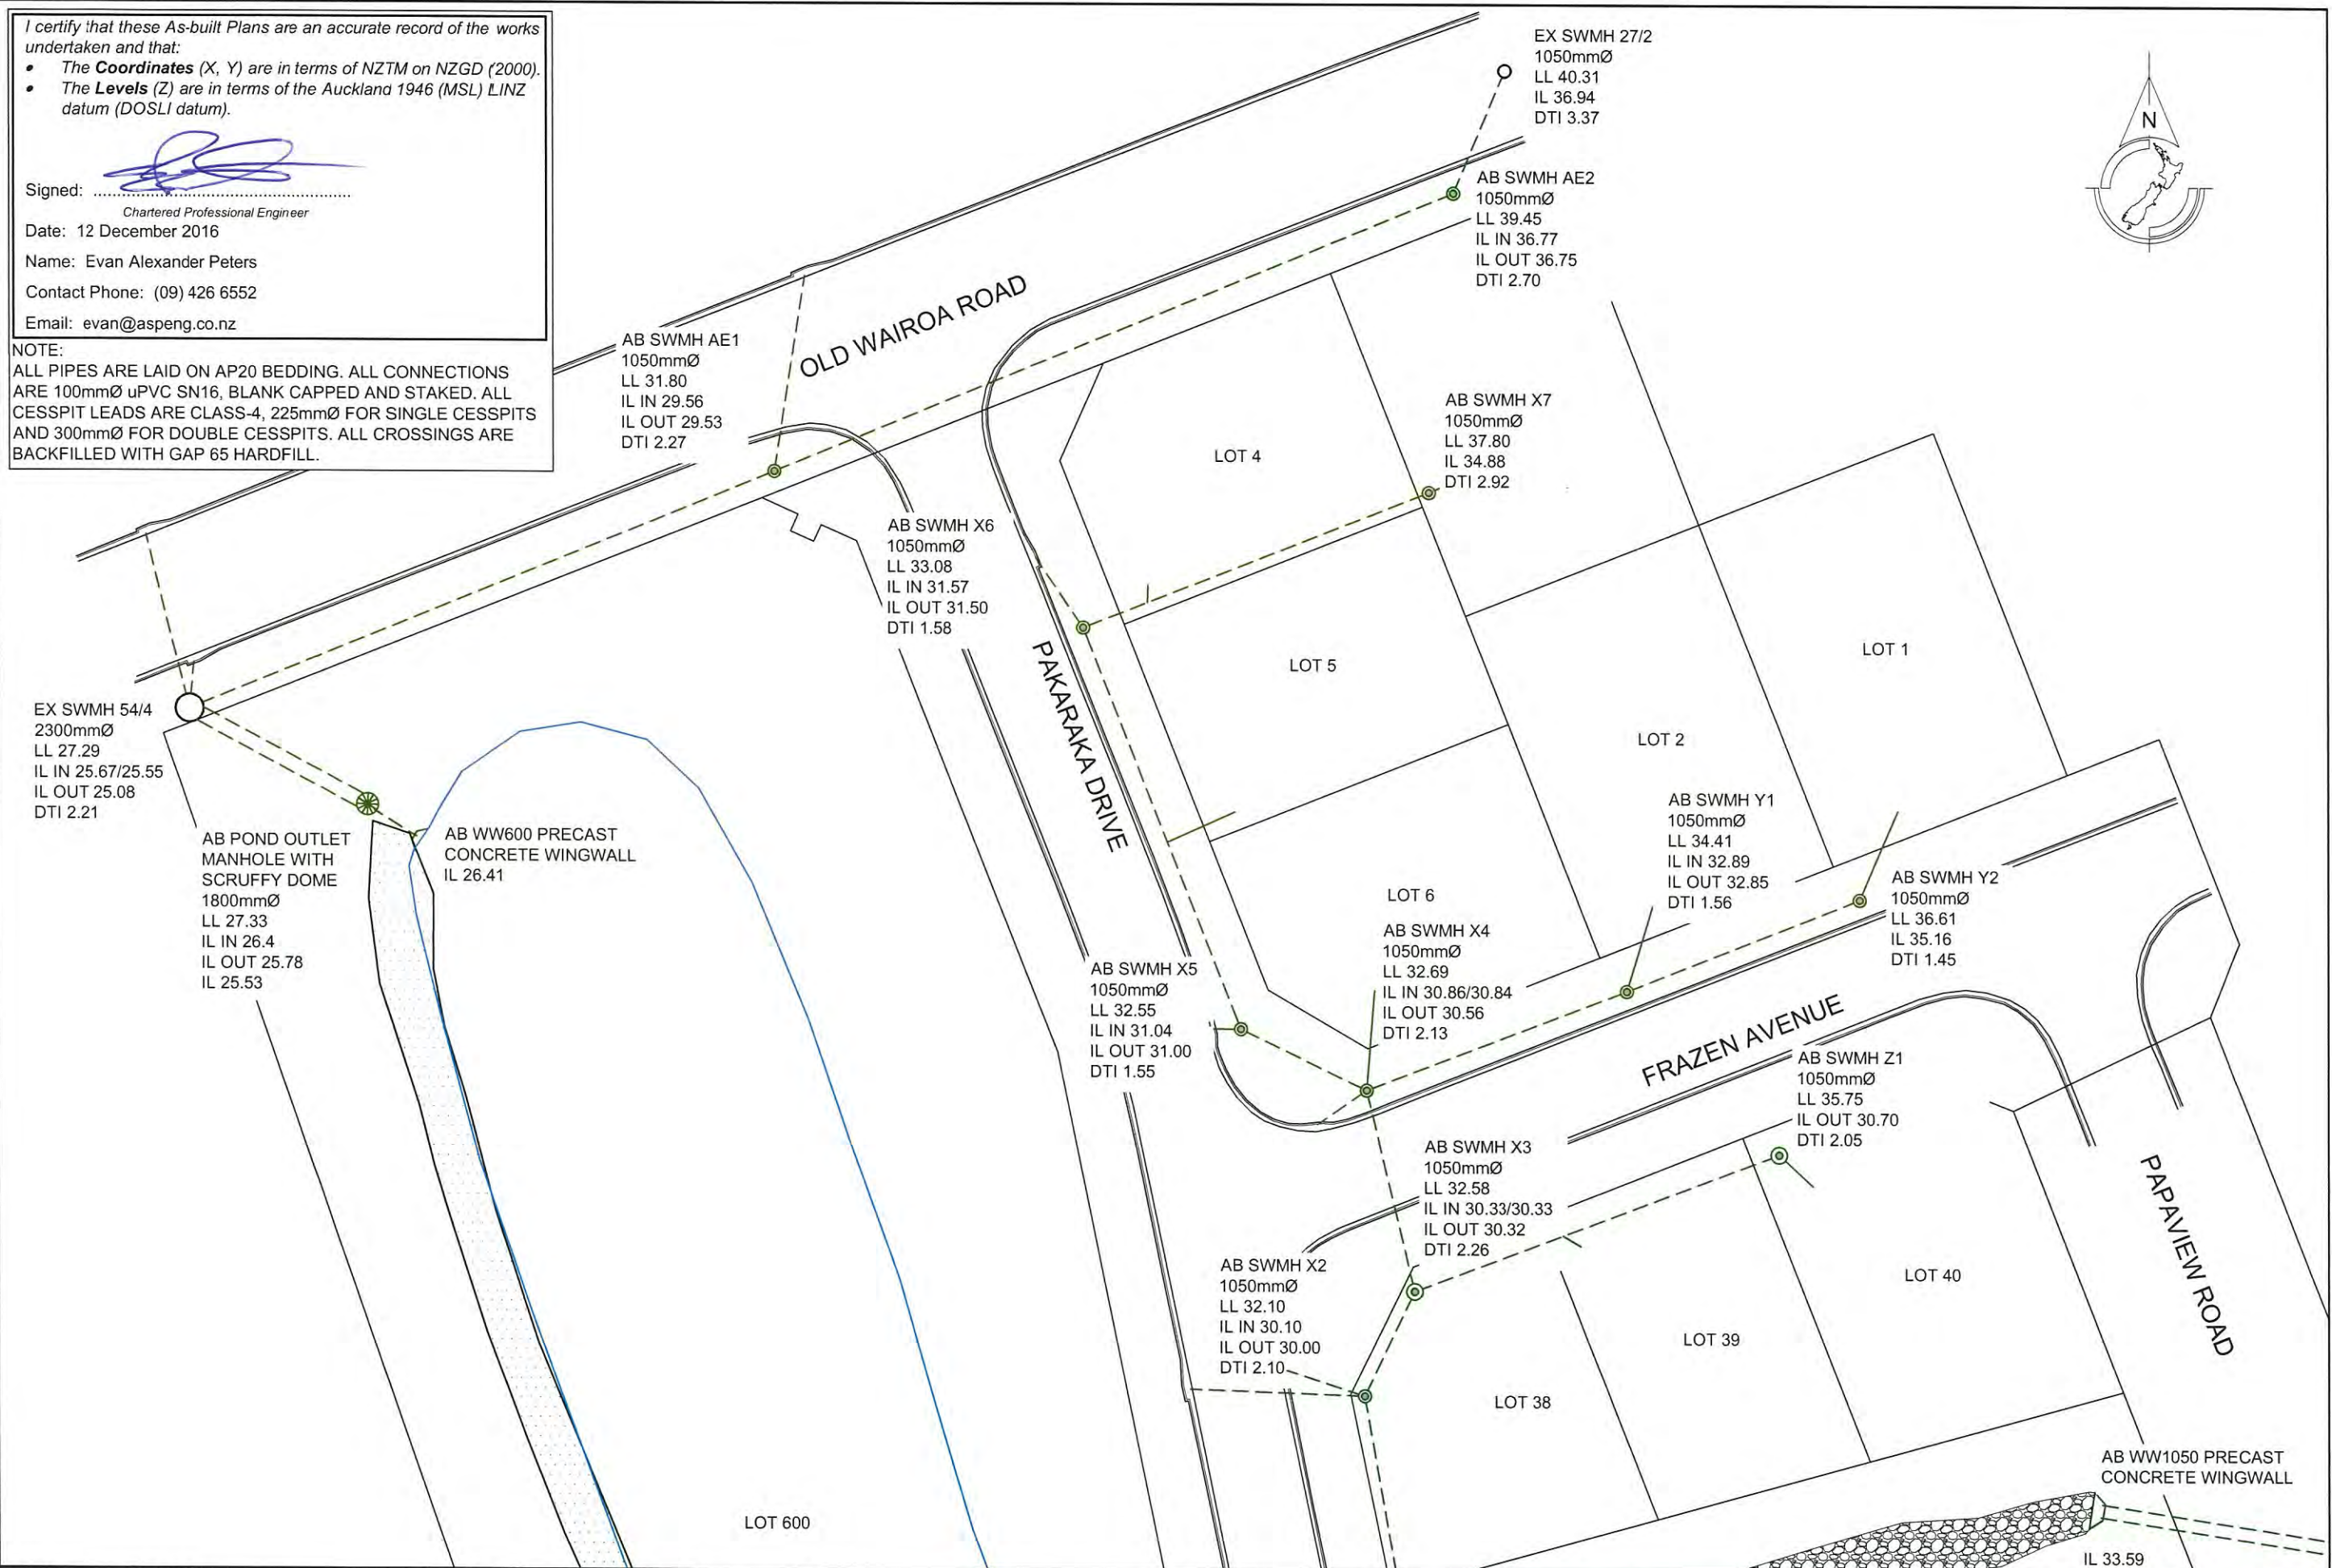 I certify that these As-built Plans are an accurate record of the works
undertaken and that:
• The Coordinates (X, Y) are in terms of NZTM on NZGD (2000).
• The Levels (Z) are in terms of the Auckland 1946 (MSL) LINZ
datum (DOSLI datum).
Signed:
Chartered Professional Engineer
Date: 12 December 2016
Name: Evan Alexander Peters
Contact Phone: (09) 426 6552
Email: evan@aspeng.co.nz
NOTE:
ALL PIPES ARE LAID ON AP20 BEDDING. ALL CONNECTIONS
ARE 100mmØ uPVC SN16, BLANK CAPPED AND STAKED. ALL
CESSPIT LEADS ARE CLASS-4, 225mmØ FOR SINGLE CESSPITS
AND 300mmØ FOR DOUBLE CESSPITS. ALL CROSSINGS ARE
BACKFILLED WITH GAP 65 HARDFILL.
EX SWMH 27/2
1050mmØ
LL 40.31
IL 36.94
DTI 3.37
N
AB SWMH AE2
1050mmØ
LL 39.45
IL IN 36.77
IL OUT 36.75
DTI 2.70
OLD WAIROA ROAD
AB SWMH AE1
1050mmØ
LL 31.80
IL IN 29.56
IL OUT 29.53
DTI 2.27
AB SWMH X7
1050mmØ
LL 37.80
IL 34.88
DTI 2.92
LOT 4
AB SWMH X6
1050mmØ
LL 33.08
IL IN 31.57
IL OUT 31.50
DTI 1.58
PAKARAKA DRIVE
LOT 5
LOT 1
LOT 2
EX SWMH 54/4
2300mmØ
LL 27.29
IL IN 25.67/25.55
IL OUT 25.08
DTI 2.21
AB POND OUTLET
MANHOLE WITH
SCRUFFY DOME
1800mmØ
LL 27.33
IL IN 26.4
IL OUT 25.78
IL 25.53
AB WW600 PRECAST
CONCRETE WINGWALL
IL 26.41
AB SWMH Y1
1050mmØ
LL 34.41
IL IN 32.89
IL OUT 32.85
DTI 1.56
AB SWMH Y2
1050mmØ
LL 36.61
IL 35.16
DTI 1.45
LOT 6
AB SWMH X4
1050mmØ
LL 32.69
IL IN 30.86/30.84
IL OUT 30.56
DTI 2.13
AB SWMH X5
1050mmØ
LL 32.55
IL IN 31.04
IL OUT 31.00
DTI 1.55
FRAZEN AVENUE
AB SWMH Z1
1050mmØ
LL 35.75
IL OUT 30.70
DTI 2.05
AB SWMH X3
1050mmØ
LL 32.58
IL IN 30.33/30.33
IL OUT 30.32
DTI 2.26
AB SWMH X2
1050mmØ
LL 32.10
IL IN 30.10
IL OUT 30.00
DTI 2.10
PAPAVIEW ROAD
LOT 40
LOT 39
LOT 38
AB WW1050 PRECAST
CONCRETE WINGWALL
LOT 600
IL 33.59